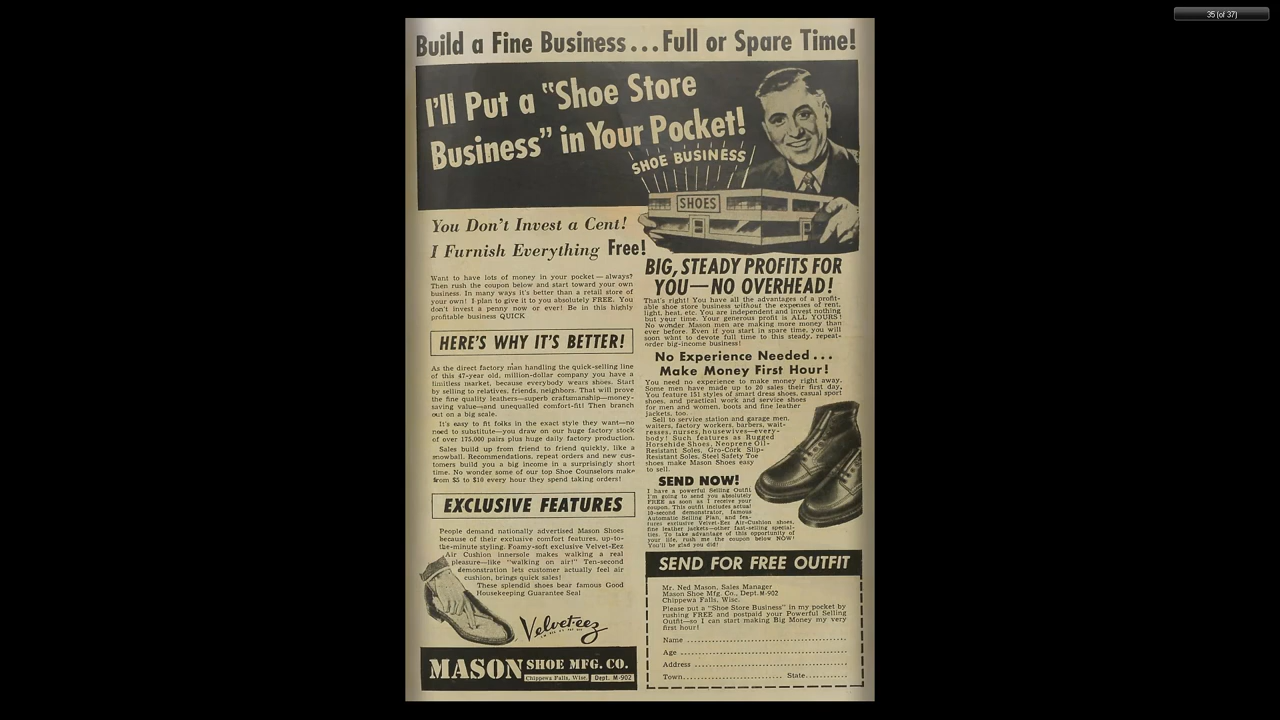 35 (of 37)
Build a Fine Business...Full or Spare Time!
I'll Put a "Shoe Store
Business" in Your Pocket!
SHOE BUSINESS
SHOES
You Don't Invest a Cent!
I Furnish Everything Free!
Want to have lots of money in your pocket — always?
Then rush the coupon below and start toward your own
business. In many ways it's better than a retail store of
your own! I plan to give it to you absolutely FREE. You
don't invest a penny now or ever! Be in this highly
profitable business QUICK
HERE'S WHY IT'S BETTER!
As the direct factory man handling the quick-selling line
of this 47-year old, million-dollar company you have a
limitless market, because everybody wears shoes. Start
by selling to relatives, friends, neighbors. That will prove
the fine quality leathers—superb craftsmanship—money-
saving value—and unequalled comfort-fit! Then branch
out on a big scale.
It's easy to fit folks in the exact style they want—no
need to substitute—you draw on our huge factory stock
of over 175,000 pairs plus huge daily factory production.
Sales build up from friend to friend quickly, like a
snowball. Recommendations, repeat orders and new cus-
tomers build you a big income in a surprisingly short
time. No wonder some of our top Shoe Counselors make
from $5 to $10 every hour they spend taking orders!
EXCLUSIVE FEATURES
People demand nationally advertised Mason Shoes
because of their exclusive comfort features, up-to-
the-minute styling. Foamy-soft exclusive Velvet-Eez
Air Cushion innersole makes walking a real
pleasure—like "walking on air!" Ten-second
demonstration lets customer actually feel air
cushion, brings quick sales!
These splendid shoes bear famous Good
Housekeeping Guarantee Seal
Velvet-eez
MASON SHOE MFG. CO.
Chippewa Falls, Wisc. Dept. M-902
BIG, STEADY PROFITS FOR
YOU—NO OVERHEAD!
That's right! You have all the advantages of a profit-
able shoe store business without the expenses of rent,
light, heat, etc. You are independent and invest nothing
but your time. Your generous profit is ALL YOURS!
No wonder Mason men are making more money than
ever before. Even if you start in spare time, you will
soon want to devote full time to this steady, repeat-
order big-income business!
No Experience Needed...
Make Money First Hour!
You need no experience to make money right away.
Some men have made up to 20 sales their first day.
You feature 151 styles of smart dress shoes, casual sport
shoes, and practical work and service shoes
for men and women, boots and fine leather
jackets, too.
Sell to service station and garage men,
waiters, factory workers, barbers, wait-
resses, nurses, housewives—every-
body! Such features as Rugged
Horsehide Shoes, Neoprene Oil-
Resistant Soles, Gro-Cork Slip-
Resistant Soles, Steel Safety Toe
shoes make Mason Shoes easy
to sell.
SEND NOW!
I have a powerful Selling Outfit
I'm going to send you absolutely
FREE as soon as I receive your
coupon. This outfit includes actual
10-second demonstrator, famous
Automatic Selling Plan, and fea-
tures exclusive Velvet-Eez Air-Cushion shoes,
fine leather jackets—other fast-selling special-
ties. To take advantage of this opportunity of
your life, rush me the coupon below NOW!
You'll be glad you did!
SEND FOR FREE OUTFIT
Mr. Ned Mason, Sales Manager
Mason Shoe Mfg. Co., Dept. M-902
Chippewa Falls, Wisc.
Please put a "Shoe Store Business" in my pocket by
rushing FREE and postpaid your Powerful Selling
Outfit—so I can start making Big Money my very
first hour!
Name
Age
Address
Town State